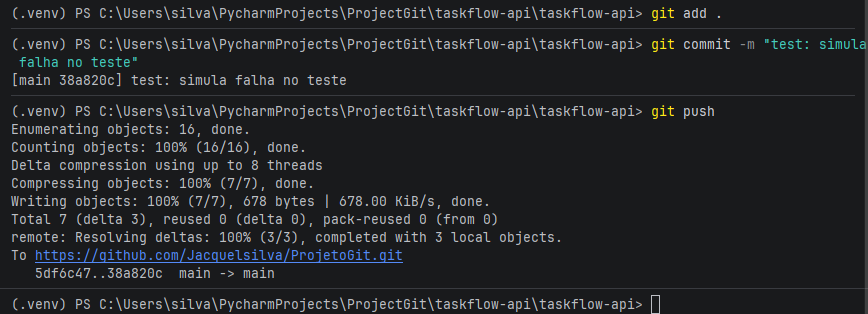 (.venv) PS C:\Users\silva\PycharmProjects\ProjectGit\taskflow-api\taskflow-api> git add .
(.venv) PS C:\Users\silva\PycharmProjects\ProjectGit\taskflow-api\taskflow-api> git commit -m "test: simula
 falha no teste"
[main 38a820c] test: simula falha no teste
(.venv) PS C:\Users\silva\PycharmProjects\ProjectGit\taskflow-api\taskflow-api> git push
Enumerating objects: 16, done.
Counting objects: 100% (16/16), done.
Delta compression using up to 8 threads
Compressing objects: 100% (7/7), done.
Writing objects: 100% (7/7), 678 bytes | 678.00 KiB/s, done.
Total 7 (delta 3), reused 0 (delta 0), pack-reused 0 (from 0)
remote: Resolving deltas: 100% (3/3), completed with 3 local objects.
To https://github.com/Jacquelsilva/ProjetoGit.git
   5df6c47..38a820c  main -> main
(.venv) PS C:\Users\silva\PycharmProjects\ProjectGit\taskflow-api\taskflow-api>